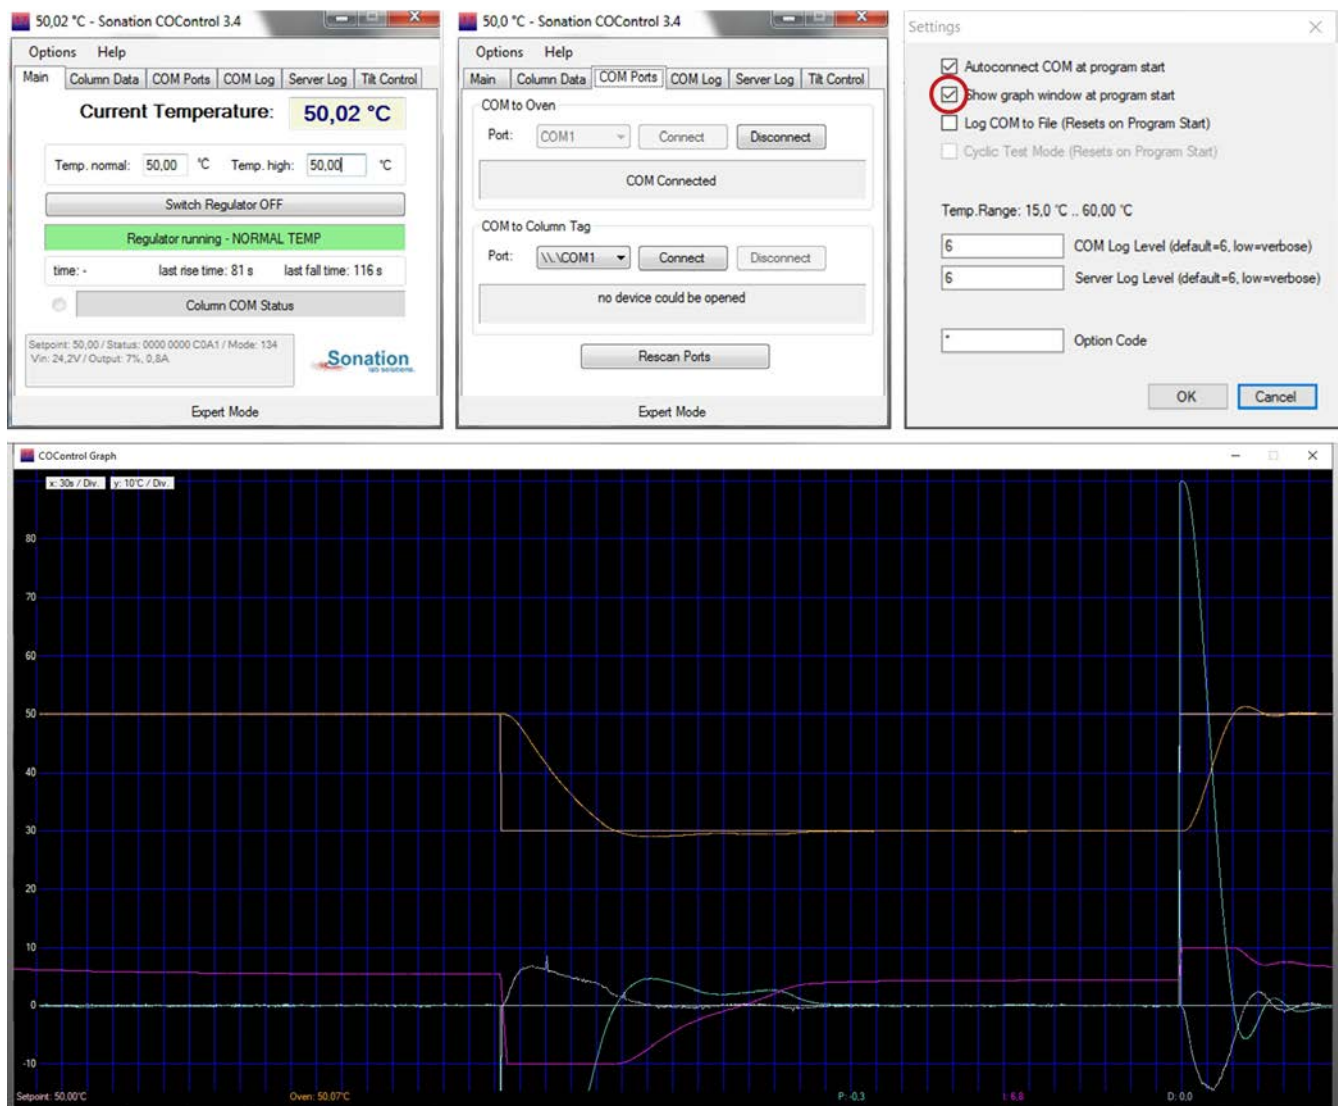 50,02 °C - Sonation COControl 3.4
Options Help
Main Column Data COM Ports COM Log Server Log Tilt Control
Current Temperature: 50,02 °C
Temp. normal: 50,00 °C Temp. high: 50,00 °C
Switch Regulator OFF
Regulator running - NORMAL TEMP
time: - last rise time: 81 s last fall time: 116 s
Column COM Status
Setpoint: 50,00 / Status: 0000 0000 C0A1 / Mode: 134
Vin: 24,2V / Output: 7%, 0,8A
Sonation
lab solutions.
Expert Mode
50,0 °C - Sonation COControl 3.4
Options Help
Main Column Data COM Ports COM Log Server Log Tilt Control
COM to Oven
Port: COM1 Connect Disconnect
COM Connected
COM to Column Tag
Port: \\.\COM1 Connect Disconnect
no device could be opened
Rescan Ports
Expert Mode
Settings
Autoconnect COM at program start
Show graph window at program start
Log COM to File (Resets on Program Start)
Cyclic Test Mode (Resets on Program Start)
Temp.Range: 15,0 °C .. 60,00 °C
6 COM Log Level (default=6, low=verbose)
6 Server Log Level (default=6, low=verbose)
* Option Code
OK Cancel
COControl Graph
x: 30s / Div. y: 10°C / Div.
80
70
60
50
40
30
20
10
0
-10
Setpoint: 50,00°C Oven: 50,07°C P: -0,3 I: 6,8 D: 0,0